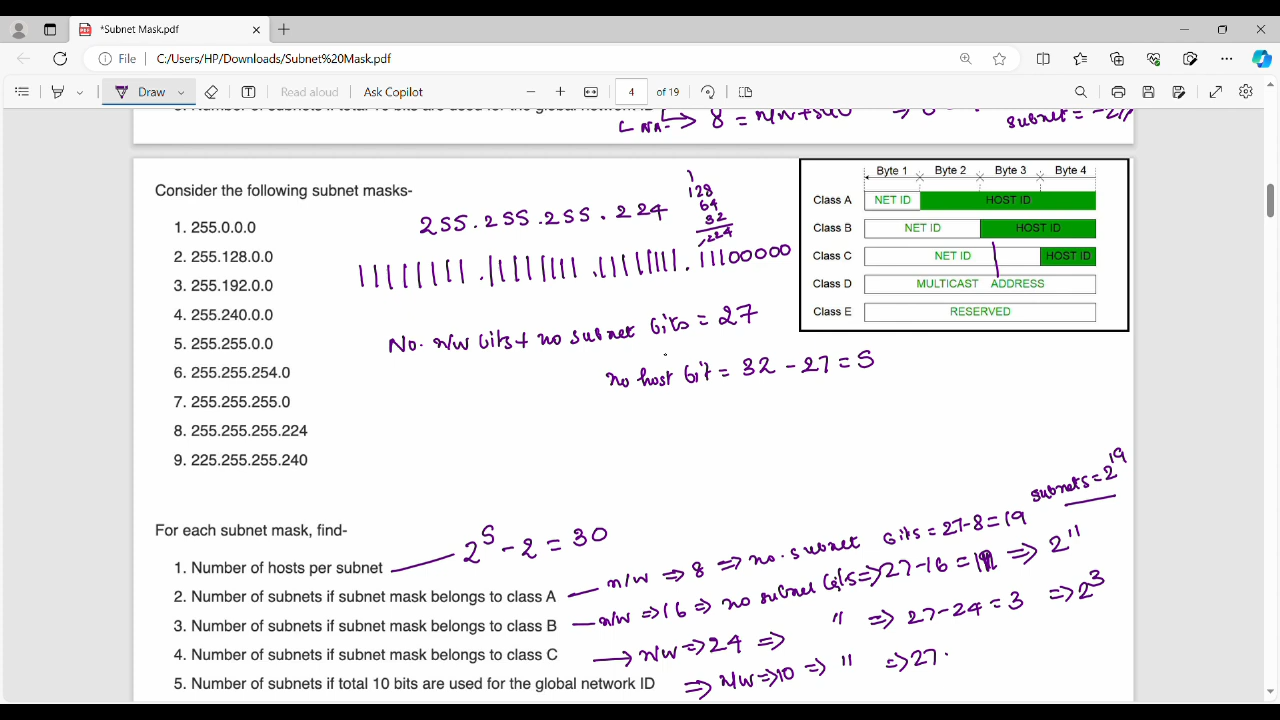 *Subnet Mask.pdf
File C:/Users/HP/Downloads/Subnet%20Mask.pdf
Draw Read aloud Ask Copilot 4 of 19
8 = N/W + sub
subnet =
Consider the following subnet masks-
1. 255.0.0.0
2. 255.128.0.0
3. 255.192.0.0
4. 255.240.0.0
5. 255.255.0.0
6. 255.255.254.0
7. 255.255.255.0
8. 255.255.255.224
9. 225.255.255.240
255.255.255.224
1
128
64
32
224
11111111.11111111.11111111.11100000
No. N/W bits + no subnet bits = 27
no host bit = 32 - 27 = 5
Byte 1 Byte 2 Byte 3 Byte 4
Class A NET ID HOST ID
Class B NET ID HOST ID
Class C NET ID HOST ID
Class D MULTICAST ADDRESS
Class E RESERVED
For each subnet mask, find-
2^5 - 2 = 30
subnets = 2^19
1. Number of hosts per subnet
2. Number of subnets if subnet mask belongs to class A
n/w => 8 => no. subnet bits = 27-8 = 19
3. Number of subnets if subnet mask belongs to class B
n/w => 16 => no subnet bits => 27-16 = 11 => 2^11
4. Number of subnets if subnet mask belongs to class C
N/W => 24 => " => 27-24 = 3 => 2^3
5. Number of subnets if total 10 bits are used for the global network ID
=> N/W => 10 => " => 27-